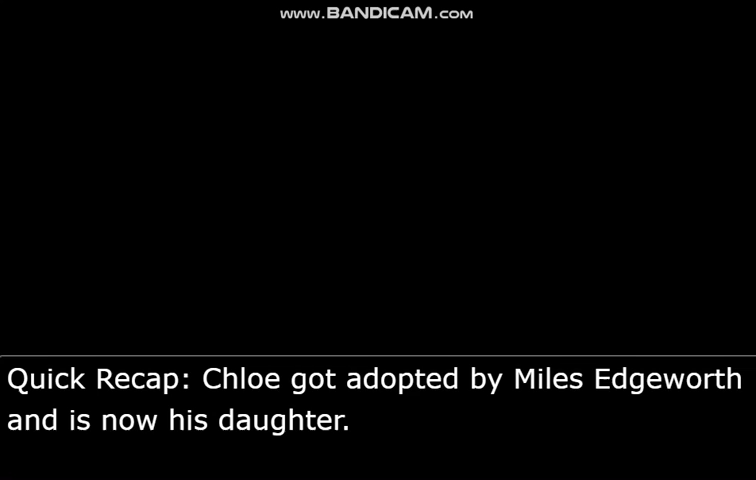 www.BANDICAM.com
Quick Recap: Chloe got adopted by Miles Edgeworth
and is now his daughter.